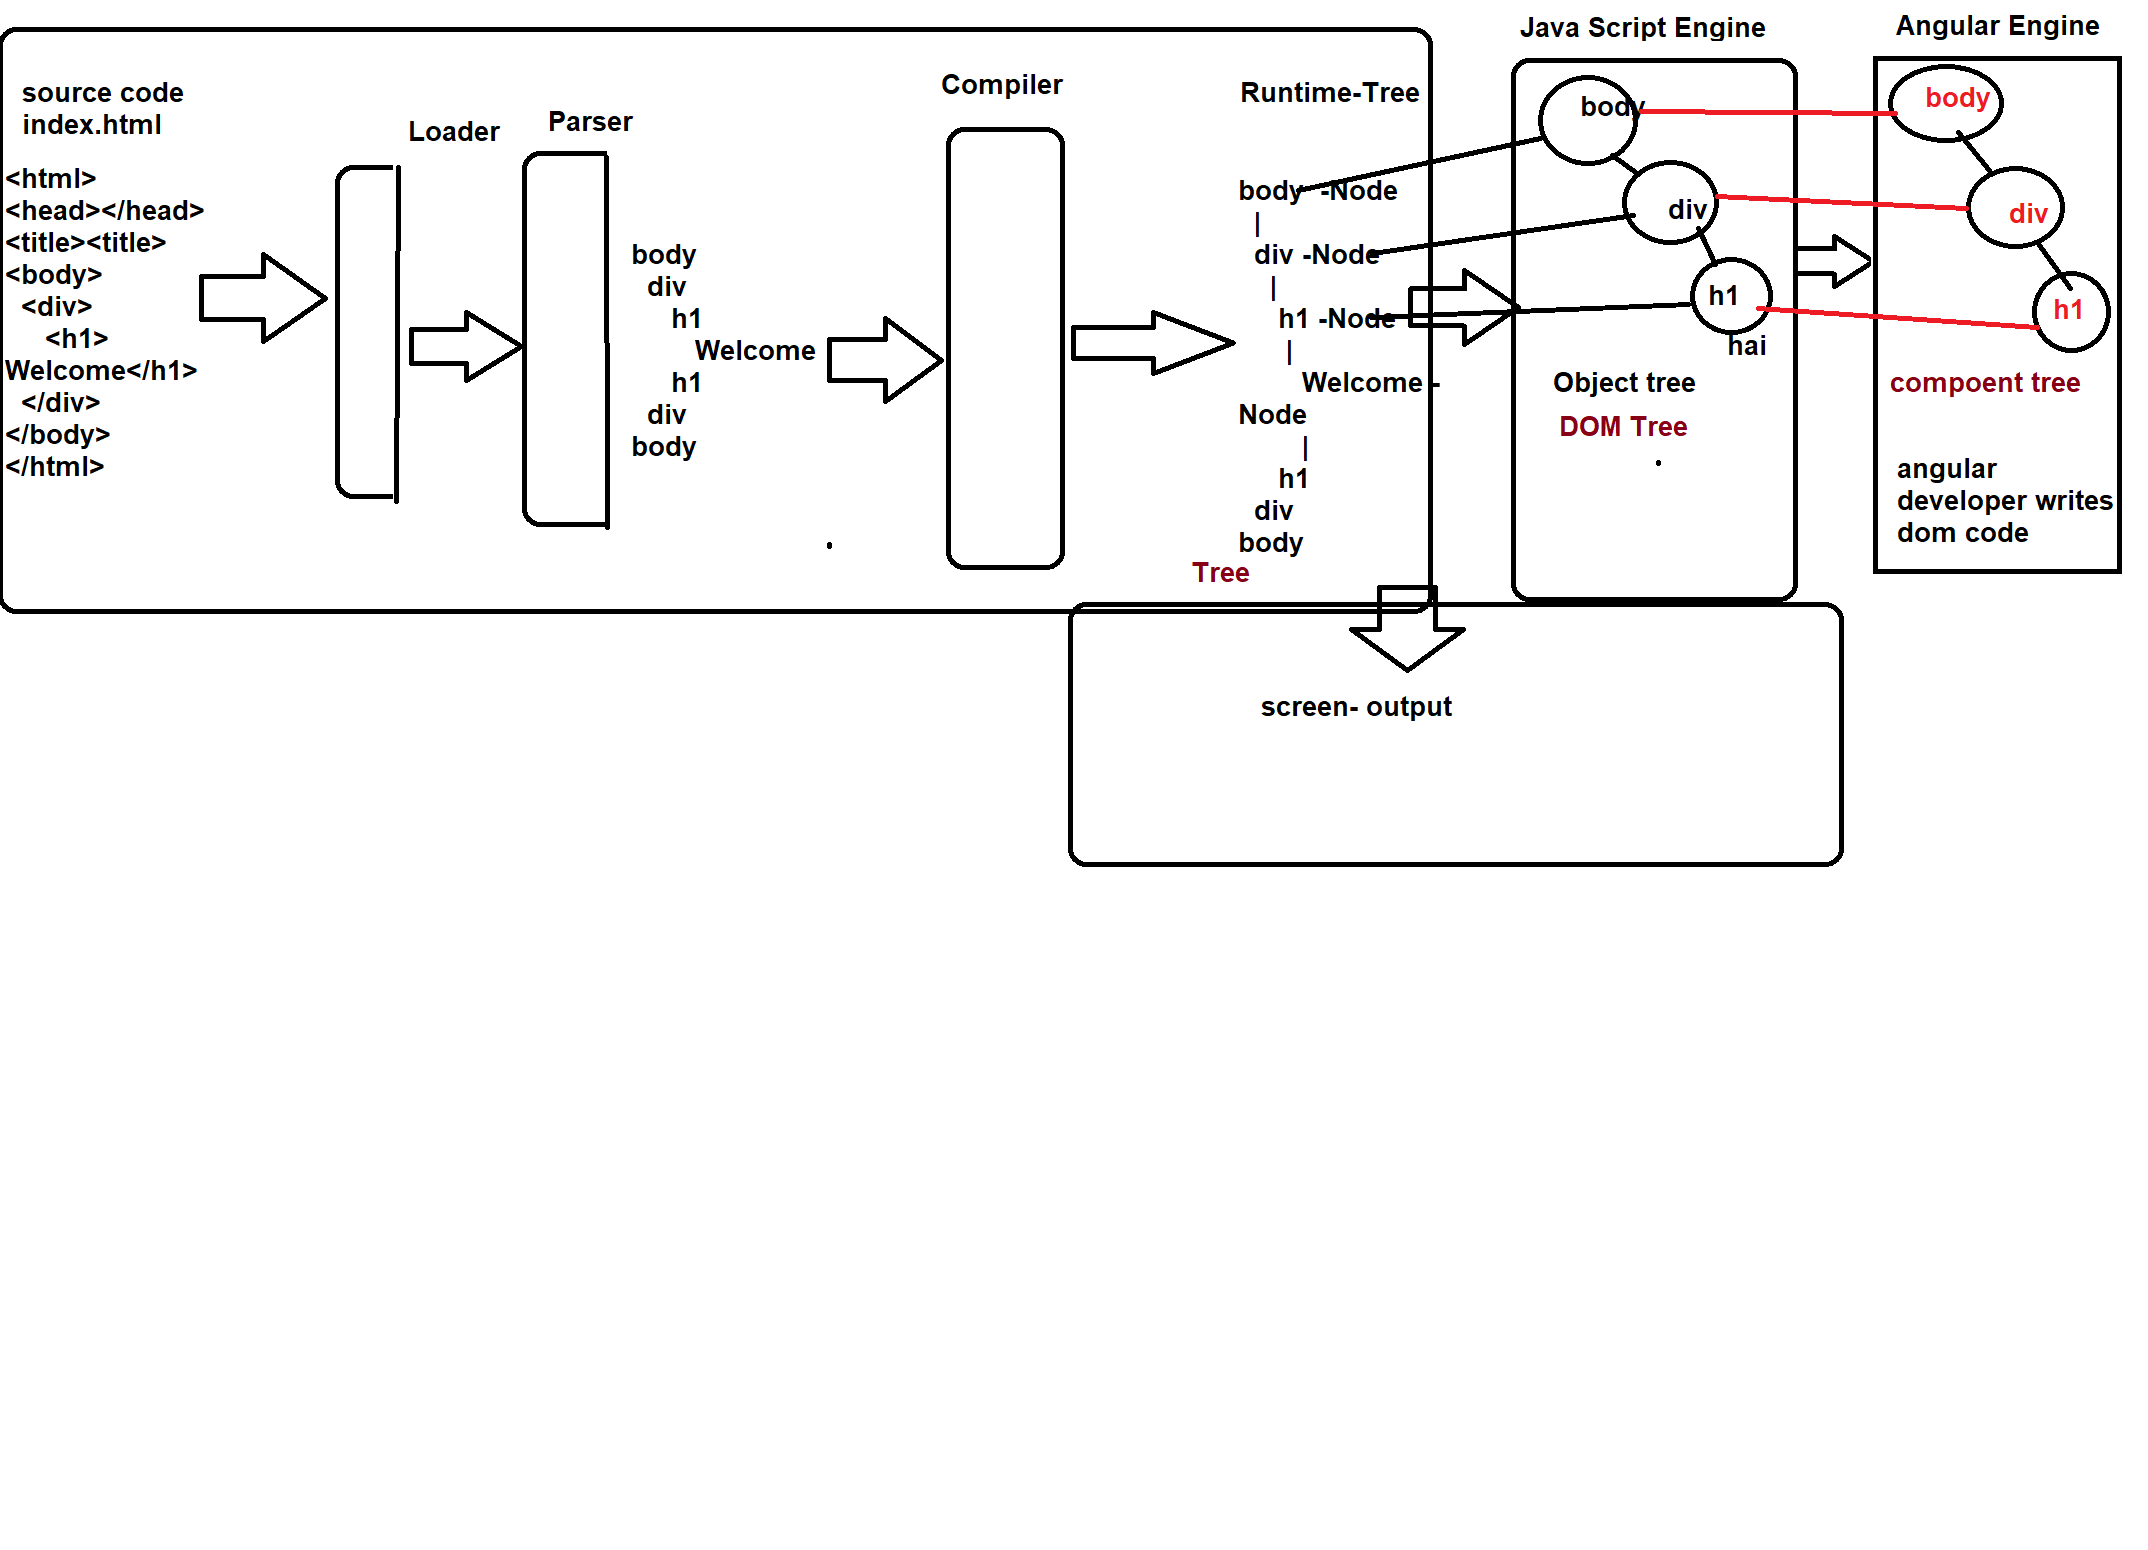 source code
index.html
<html>
<head></head>
<title><title>
<body>
<div>
<h1>
Welcome</h1>
</div>
</body>
</html>
Loader
Parser
body
div
h1
Welcome
h1
div
body
Compiler
Runtime-Tree
body -Node
|
div -Node
|
h1 -Node
|
Welcome -
Node
|
h1
div
body
Tree
Java Script Engine
body
div
h1
hai
Object tree
DOM Tree
Angular Engine
body
div
h1
compoent tree
angular
developer writes
dom code
screen- output